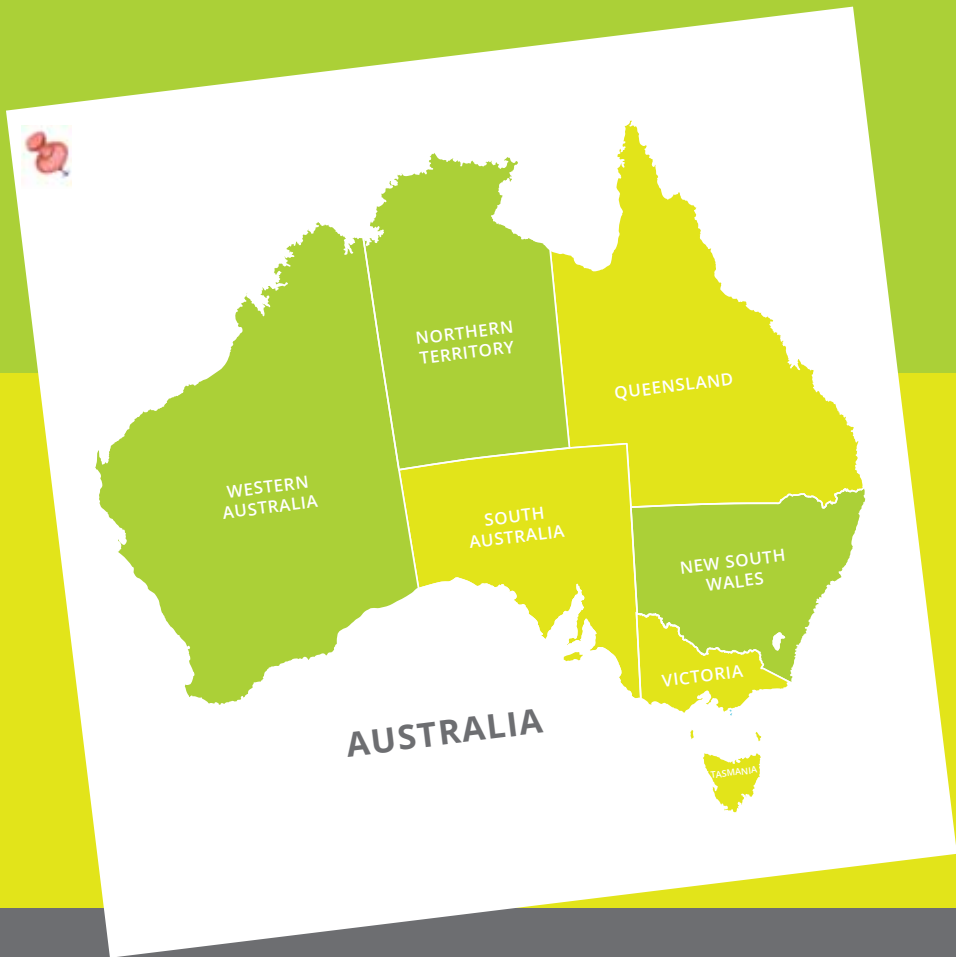 NORTHERN
TERRITORY
QUEENSLAND
WESTERN
AUSTRALIA
SOUTH
AUSTRALIA
NEW SOUTH
WALES
VICTORIA
AUSTRALIA
TASMANIA